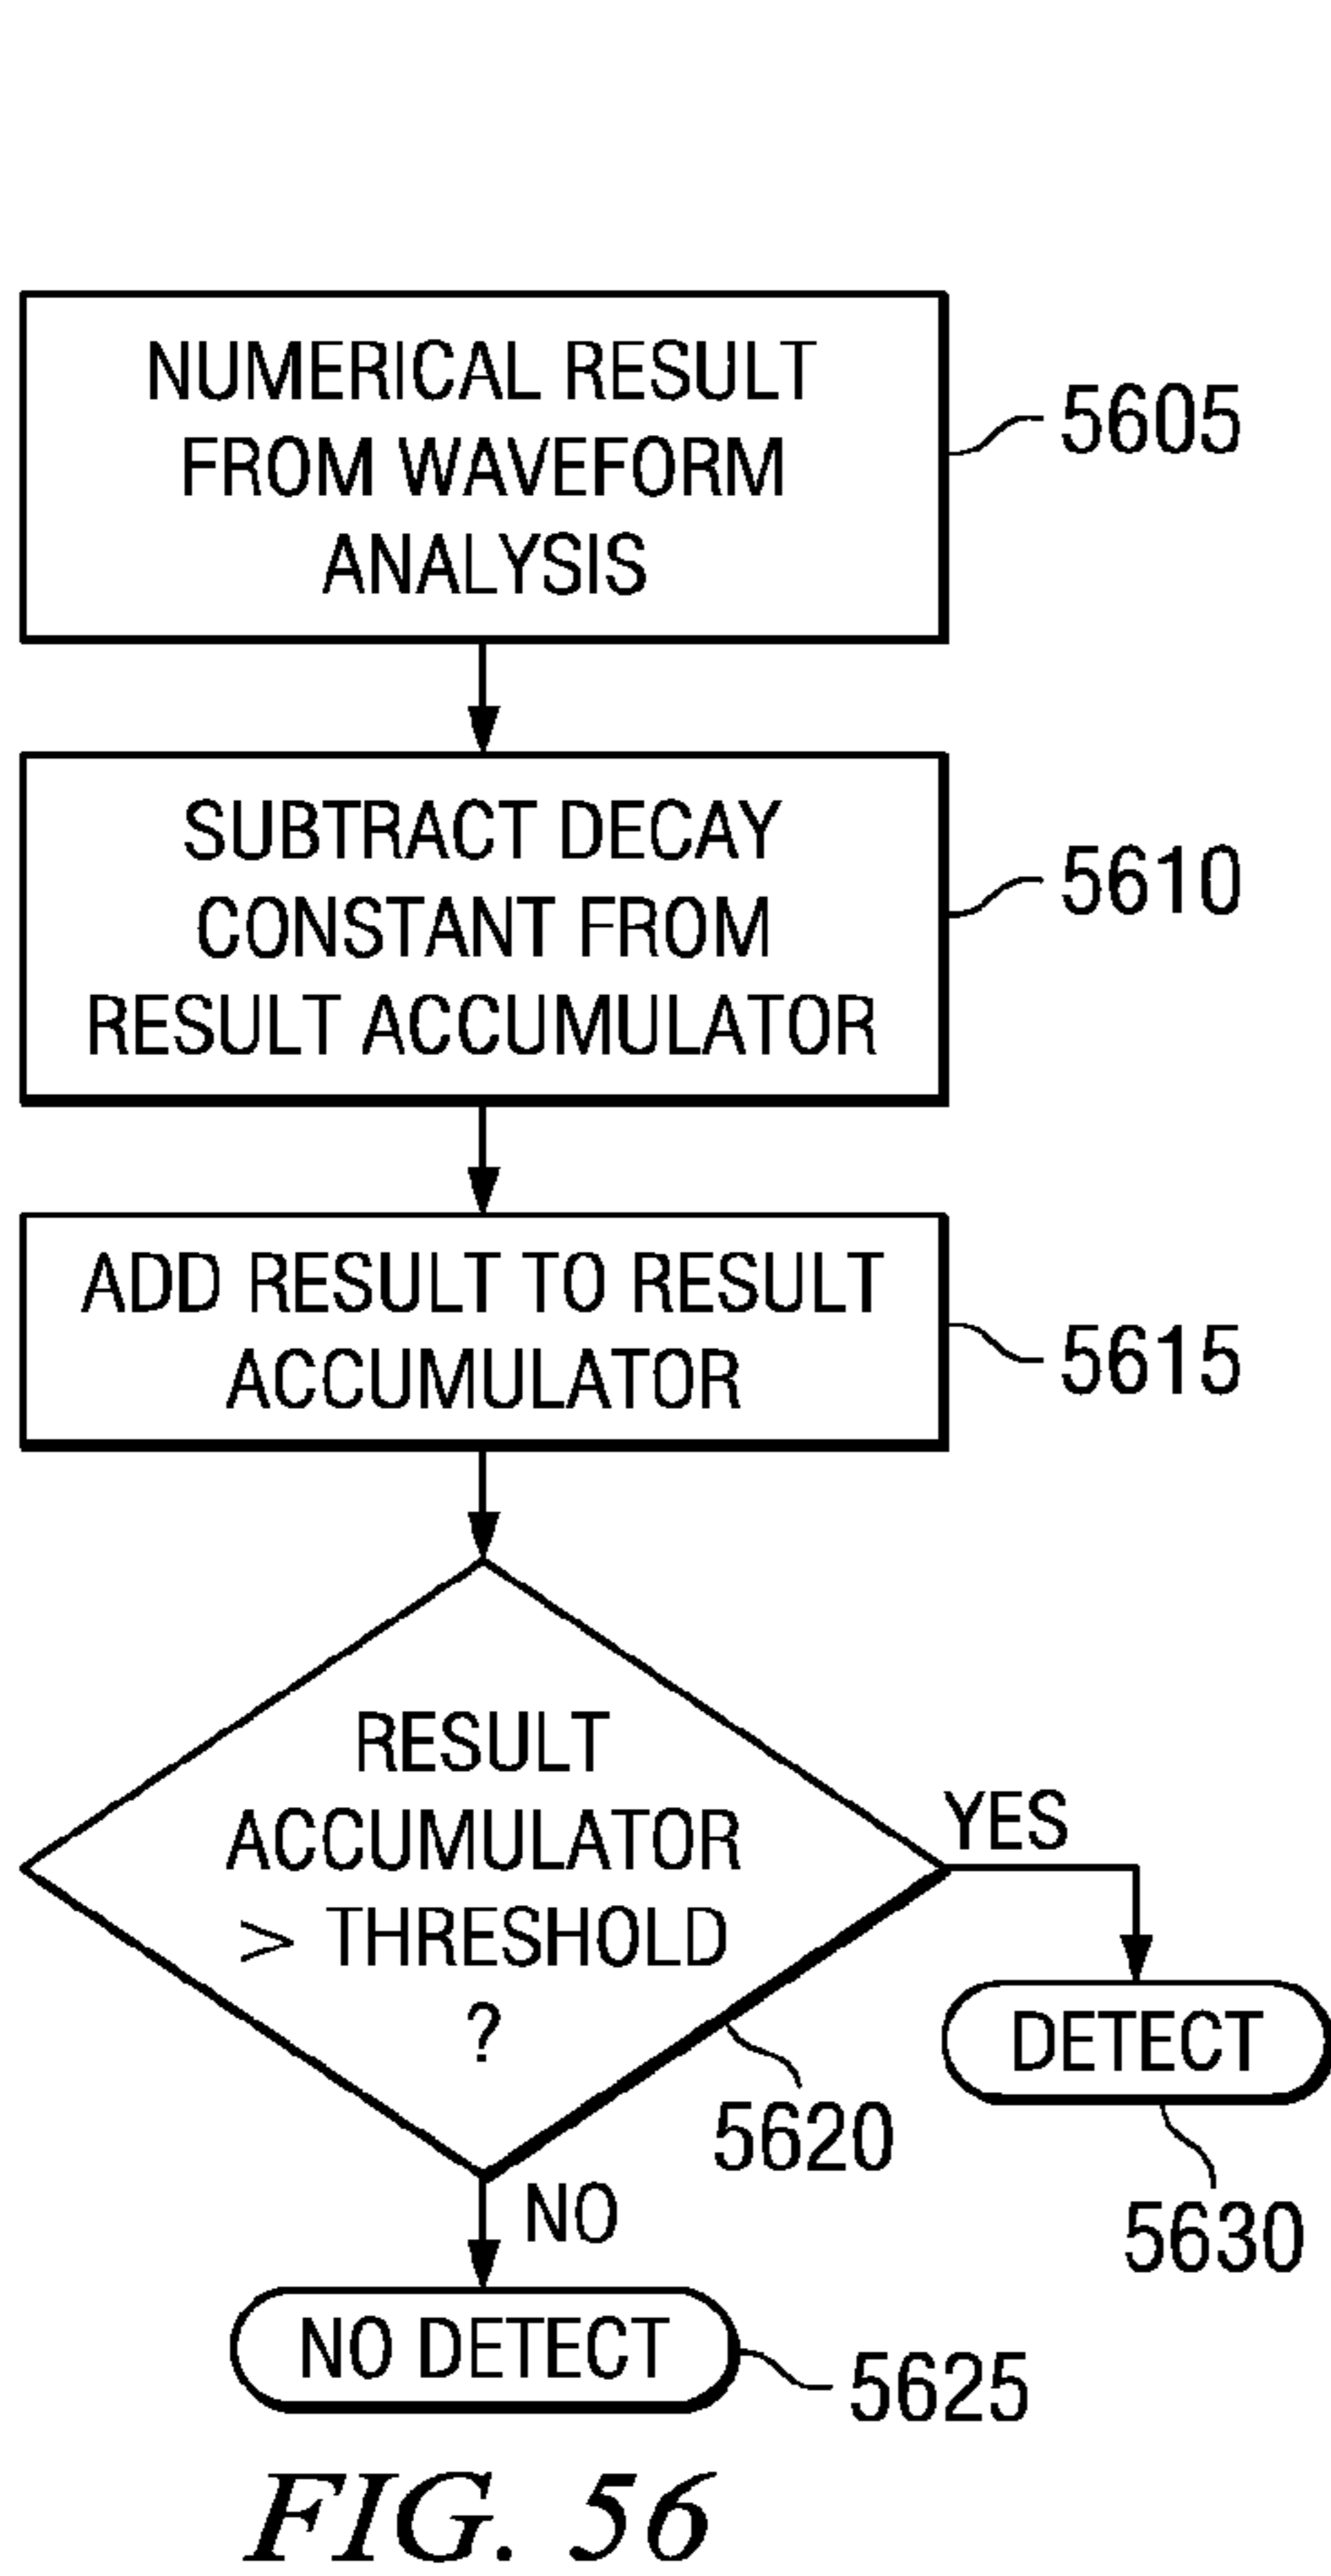 NUMERICAL RESULT
FROM WAVEFORM
ANALYSIS
5605
SUBTRACT DECAY
CONSTANT FROM
RESULT ACCUMULATOR
5610
ADD RESULT TO RESULT
ACCUMULATOR
5615
RESULT
ACCUMULATOR
> THRESHOLD
?
YES
DETECT
5620
5630
NO
NO DETECT
5625
FIG. 56